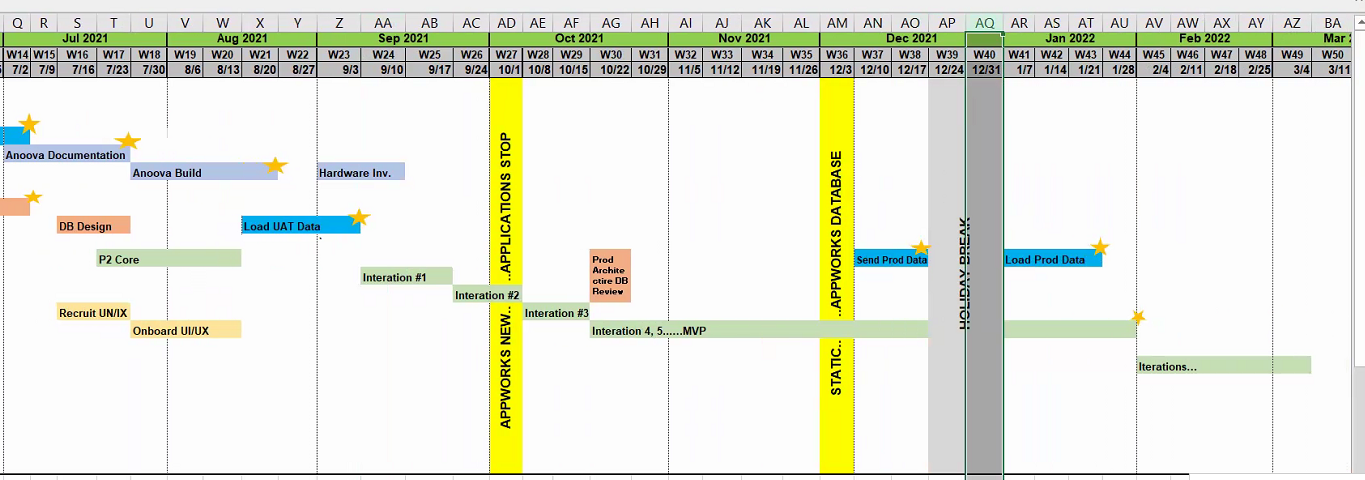 Q R S T U V W X Y Z AA AB AC AD AE AF AG AH AI AJ AK AL AM AN AO AP AQ AR AS AT AU AV AW AX AY AZ BA
Jul 2021 Aug 2021 Sep 2021 Oct 2021 Nov 2021 Dec 2021 Jan 2022 Feb 2022 Mar
W14 W15 W16 W17 W18 W19 W20 W21 W22 W23 W24 W25 W26 W27 W28 W29 W30 W31 W32 W33 W34 W35 W36 W37 W38 W39 W40 W41 W42 W43 W44 W45 W46 W47 W48 W49 W50
7/2 7/9 7/16 7/23 7/30 8/6 8/13 8/20 8/27 9/3 9/10 9/17 9/24 10/1 10/8 10/15 10/22 10/29 11/5 11/12 11/19 11/26 12/3 12/10 12/17 12/24 12/31 1/7 1/14 1/21 1/28 2/4 2/11 2/18 2/25 3/4 3/11
Anoova Documentation
Anoova Build
Hardware Inv.
DB Design
Load UAT Data
P2 Core
Interation #1
Interation #2
Recruit UN/IX
Interation #3
Onboard UI/UX
Prod
Archite
ctire DB
Review
Interation 4, 5......MVP
Send Prod Data
Load Prod Data
Iterations...
APPWORKS NEW.....APPLICATIONS STOP
STATIC.....APPWORKS DATABASE
HOLIDAY BREAK